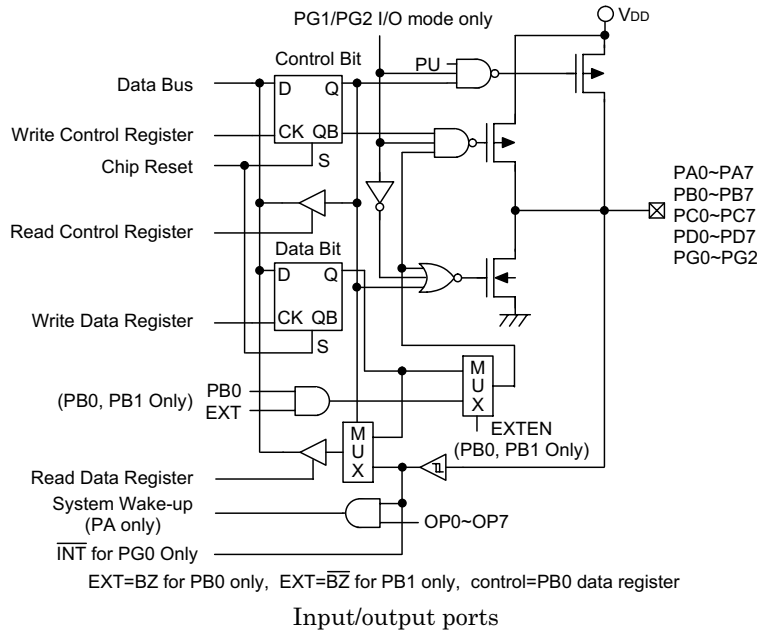 PG1/PG2 I/O mode only
VDD
Control Bit
PU
Data Bus
D Q
Write Control Register
CK QB
Chip Reset
S
PA0~PA7
PB0~PB7
PC0~PC7
PD0~PD7
PG0~PG2
Read Control Register
Data Bit
D Q
Write Data Register
CK QB
S
M
U
X
PB0
(PB0, PB1 Only)
EXT
EXTEN
(PB0, PB1 Only)
M
U
X
Read Data Register
System Wake-up
(PA only)
OP0~OP7
I̅N̅T̅ for PG0 Only
EXT=BZ for PB0 only, EXT=B̅Z̅ for PB1 only, control=PB0 data register
Input/output ports